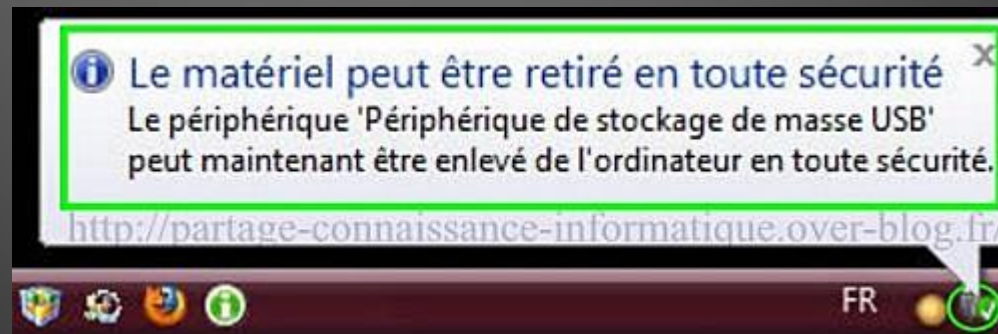 Le matériel peut être retiré en toute sécurité
Le périphérique 'Périphérique de stockage de masse USB'
peut maintenant être enlevé de l'ordinateur en toute sécurité.
http://partage-connaissance-informatique.over-blog.fr/
FR